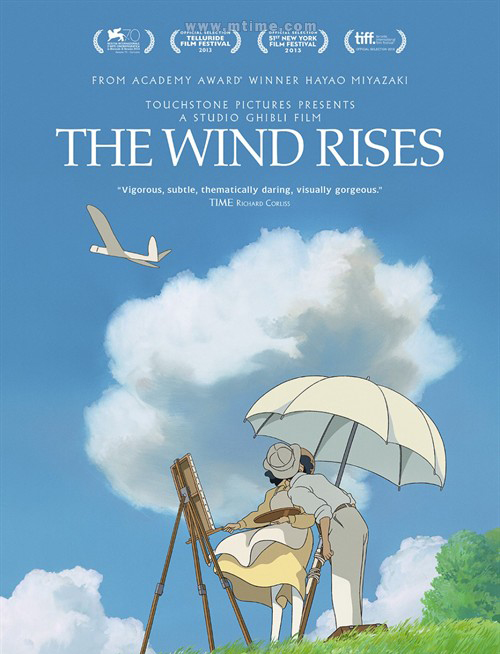 www.mtime.com
70
OFFICIAL SELECTION
TELLURIDE
FILM FESTIVAL
2013
OFFICIAL SELECTION
51ST NEW YORK
FILM FESTIVAL
2013
tiff.
FROM ACADEMY AWARD® WINNER HAYAO MIYAZAKI
TOUCHSTONE PICTURES PRESENTS
A STUDIO GHIBLI FILM
THE WIND RISES
“Vigorous, subtle, thematically daring, visually gorgeous.”
TIME RICHARD CORLISS